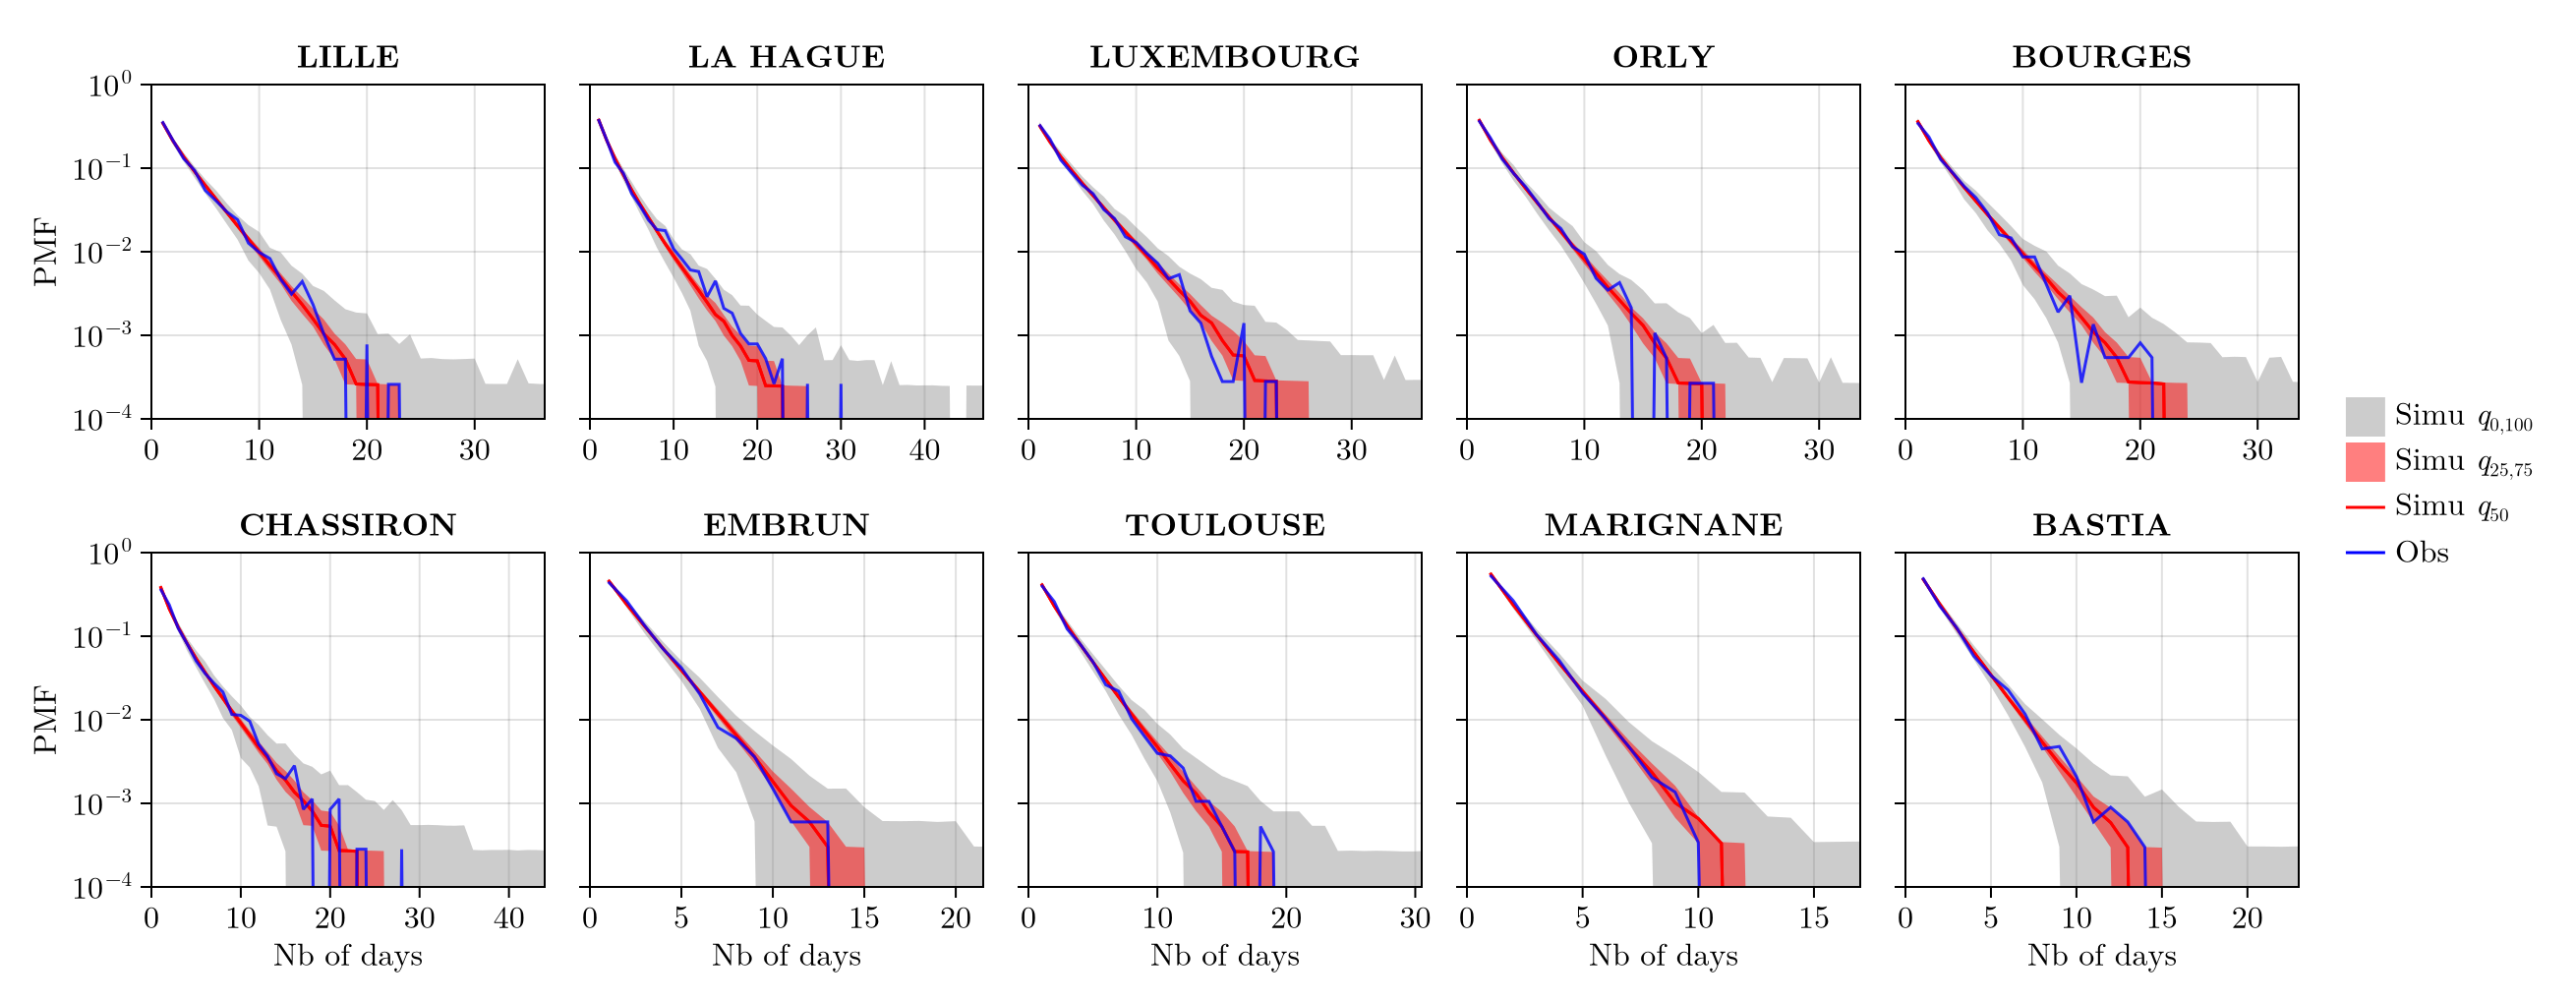 LILLE LA HAGUE LUXEMBOURG ORLY BOURGES
10^0
10^-1
10^-2
10^-3
10^-4
PMF
0 10 20 30
0 10 20 30 40
0 10 20 30
0 10 20 30
0 10 20 30
Simu q_0,100
Simu q_25,75
Simu q_50
Obs
CHASSIRON EMBRUN TOULOUSE MARIGNANE BASTIA
10^0
10^-1
10^-2
10^-3
10^-4
PMF
0 10 20 30 40
0 5 10 15 20
0 10 20 30
0 5 10 15
0 5 10 15 20
Nb of days Nb of days Nb of days Nb of days Nb of days